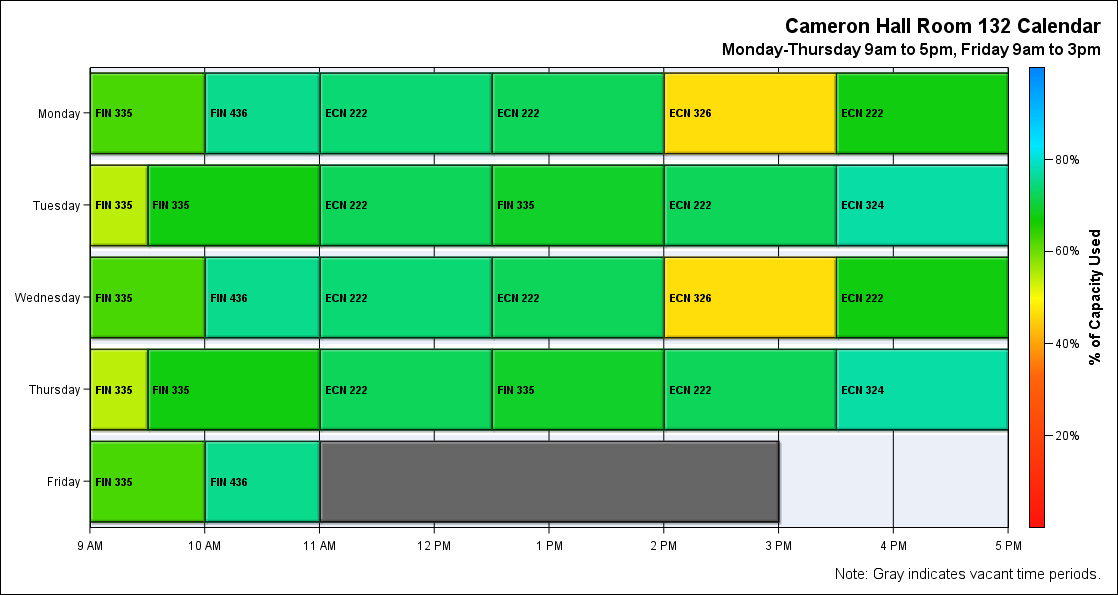 Cameron Hall Room 132 Calendar
Monday-Thursday 9am to 5pm, Friday 9am to 3pm
Monday
FIN 335
FIN 436
ECN 222
ECN 222
ECN 326
ECN 222
Tuesday
FIN 335
FIN 335
ECN 222
FIN 335
ECN 222
ECN 324
Wednesday
FIN 335
FIN 436
ECN 222
ECN 222
ECN 326
ECN 222
Thursday
FIN 335
FIN 335
ECN 222
FIN 335
ECN 222
ECN 324
Friday
FIN 335
FIN 436
9 AM
10 AM
11 AM
12 PM
1 PM
2 PM
3 PM
4 PM
5 PM
80%
60%
40%
20%
% of Capacity Used
Note: Gray indicates vacant time periods.